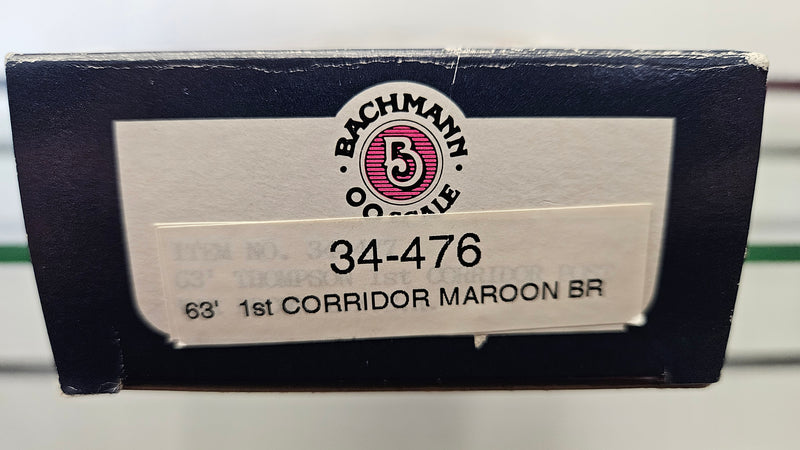 BACHMANN
B
OO SCALE
34-476
63' 1st CORRIDOR MAROON BR